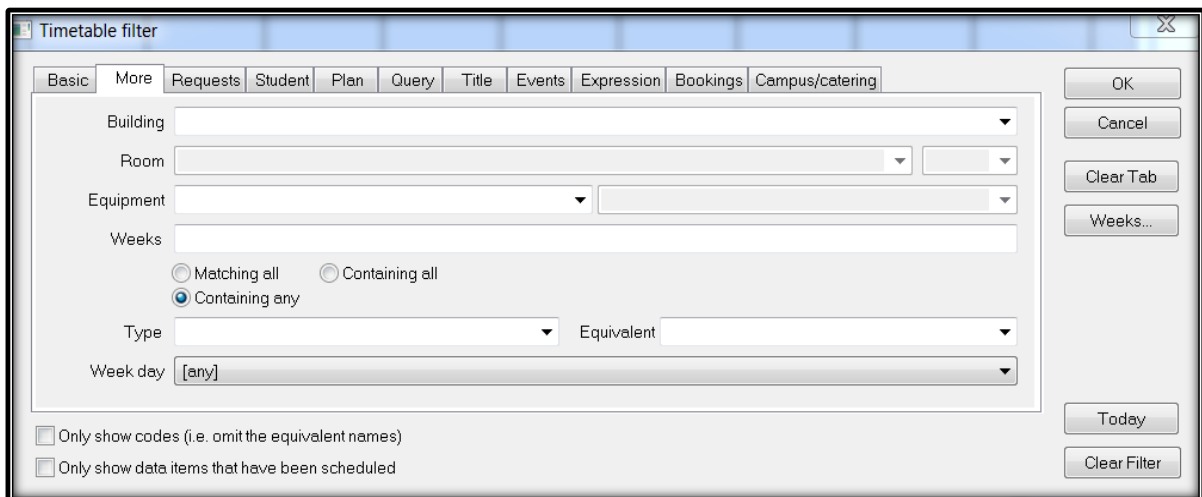 Timetable filter
Basic More Requests Student Plan Query Title Events Expression Bookings Campus/catering
OK
Building
Cancel
Room
Clear Tab
Equipment
Weeks...
Weeks
Matching all Containing all
Containing any
Type Equivalent
Week day [any]
Today
Only show codes (i.e. omit the equivalent names)
Clear Filter
Only show data items that have been scheduled